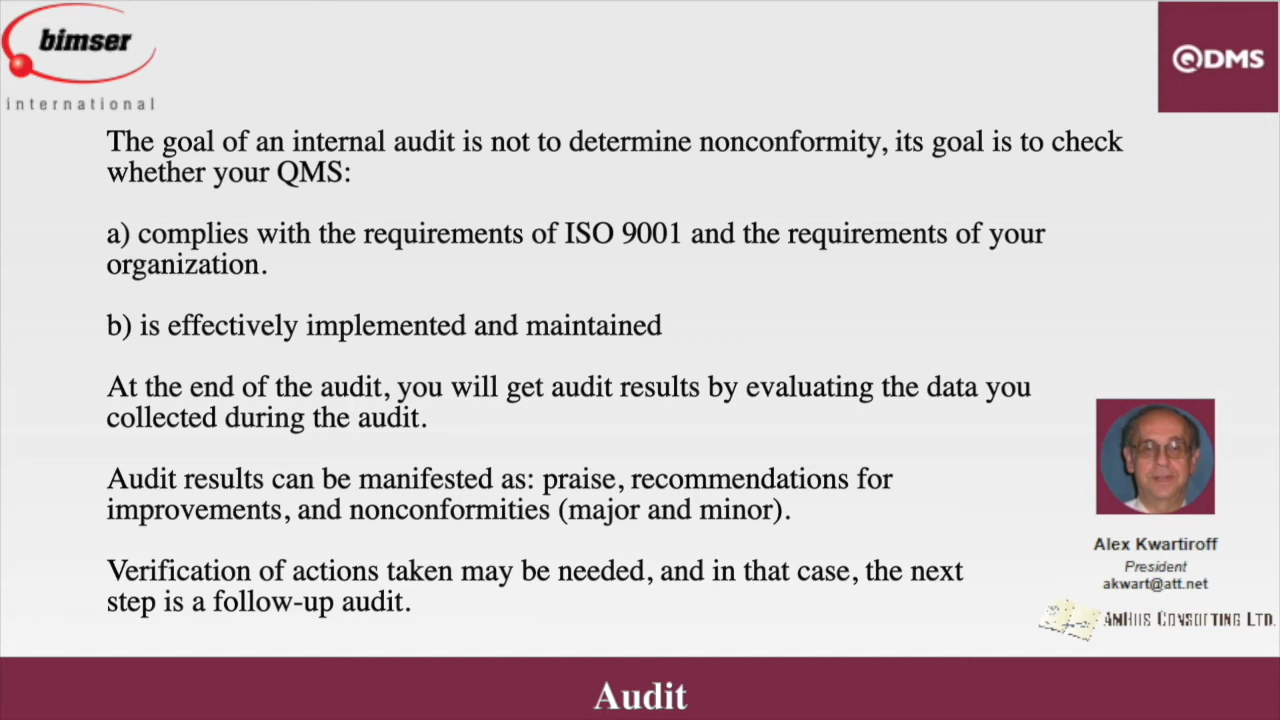 bimser
international
QDMS
The goal of an internal audit is not to determine nonconformity, its goal is to check
whether your QMS:
a) complies with the requirements of ISO 9001 and the requirements of your
organization.
b) is effectively implemented and maintained
At the end of the audit, you will get audit results by evaluating the data you
collected during the audit.
Audit results can be manifested as: praise, recommendations for
improvements, and nonconformities (major and minor).
Verification of actions taken may be needed, and in that case, the next
step is a follow-up audit.
Alex Kwartiroff
President
akwart@att.net
CONSULTING LTD.
Audit